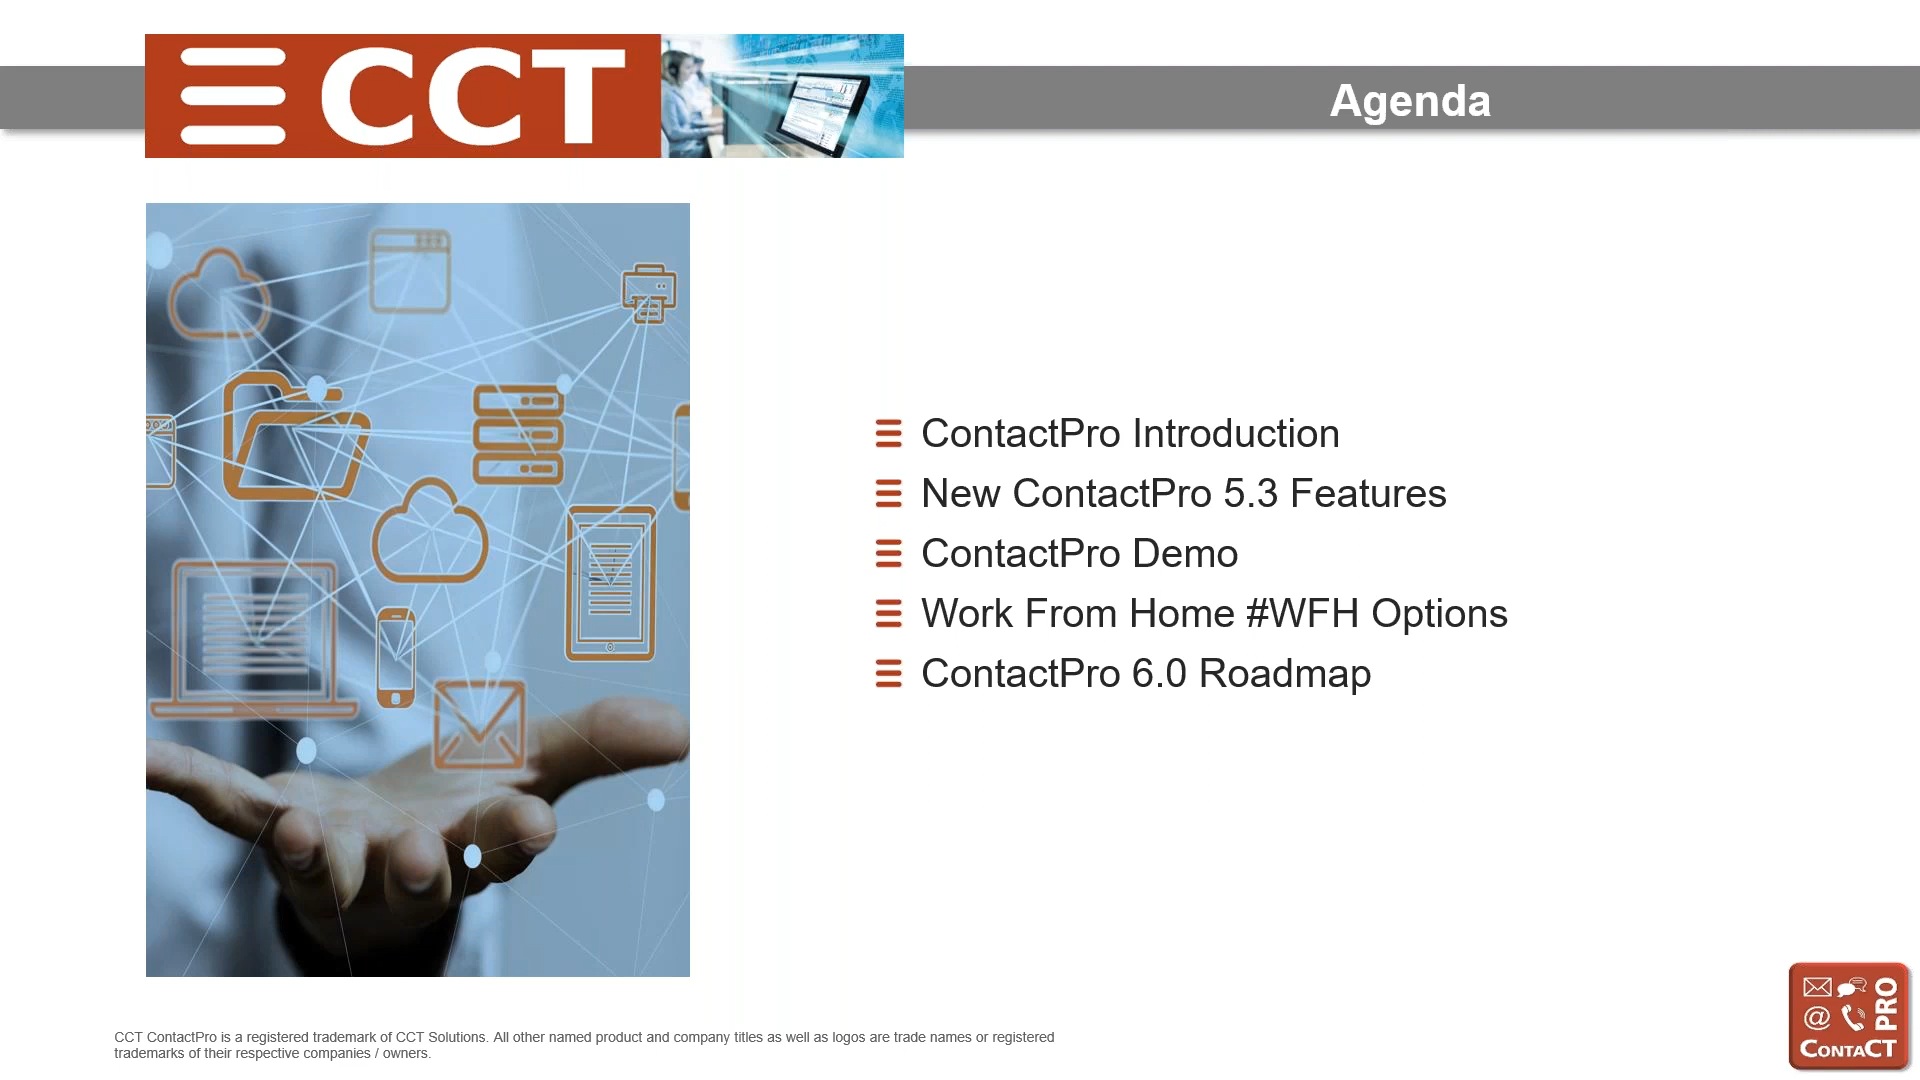 CCT
Agenda
ContactPro Introduction
New ContactPro 5.3 Features
ContactPro Demo
Work From Home #WFH Options
ContactPro 6.0 Roadmap
CCT ContactPro is a registered trademark of CCT Solutions. All other named product and company titles as well as logos are trade names or registered
trademarks of their respective companies / owners.
@
PRO
CONTACT